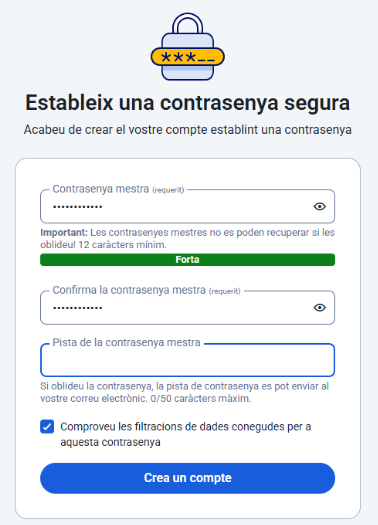 ***__
Estableix una contrasenya segura
Acabeu de crear el vostre compte establint una contrasenya
Contrasenya mestra (requerit)
••••••••••••
Important: Les contrasenyes mestres no es poden recuperar si les
oblideu! 12 caràcters mínim.
Forta
Confirma la contrasenya mestra (requerit)
••••••••••••
Pista de la contrasenya mestra
Si oblideu la contrasenya, la pista de contrasenya es pot enviar al
vostre correu electrònic. 0/50 caràcters màxim.
Comproveu les filtracions de dades conegudes per a
aquesta contrasenya
Crea un compte